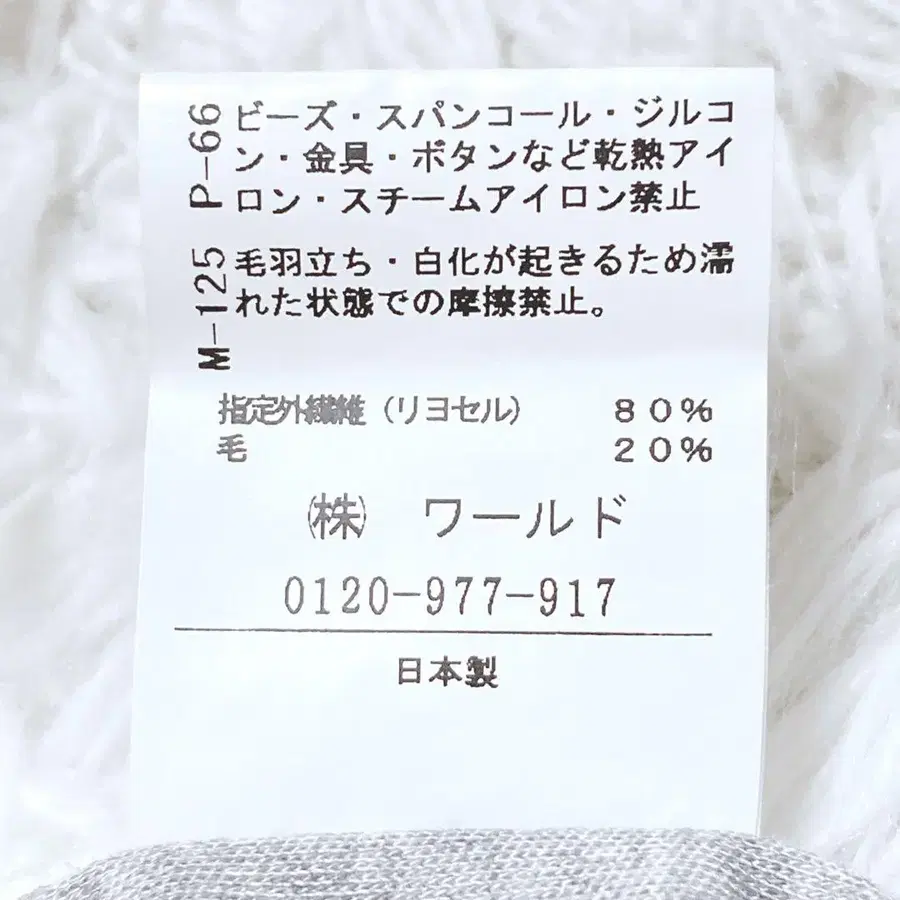 P-66
ビーズ・スパンコール・ジルコ
ン・金具・ボタンなど乾熱アイ
ロン・スチームアイロン禁止
M-125
毛羽立ち・白化が起きるため濡
れた状態での摩擦禁止。
指定外繊維（リヨセル） 80%
毛 20%
㈱ ワールド
0120-977-917
日本製